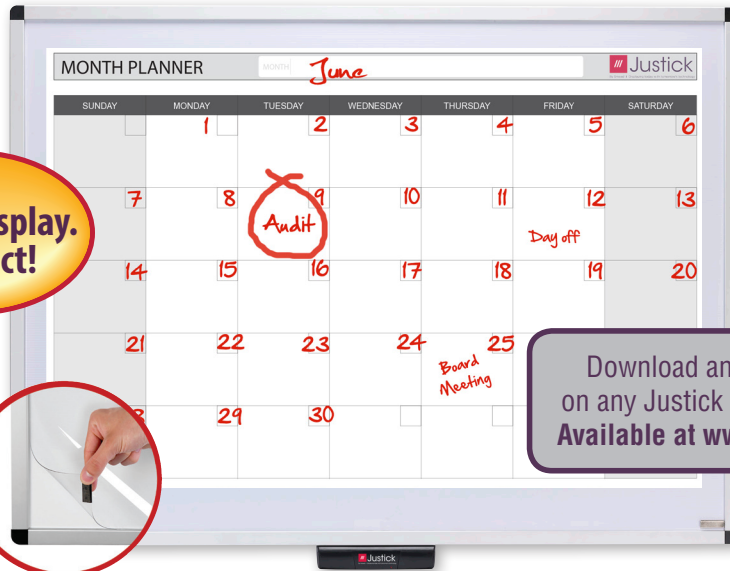 MONTH PLANNER MONTH June Justick
SUNDAY MONDAY TUESDAY WEDNESDAY THURSDAY FRIDAY SATURDAY
1 2 3 4 5 6
7 8 9 10 11 12 13
Audit
Day off
14 15 16 17 18 19 20
21 22 23 24 25
Board
Meeting
29 30
splay.
ct!
Download an
on any Justick
Available at ww
Justick